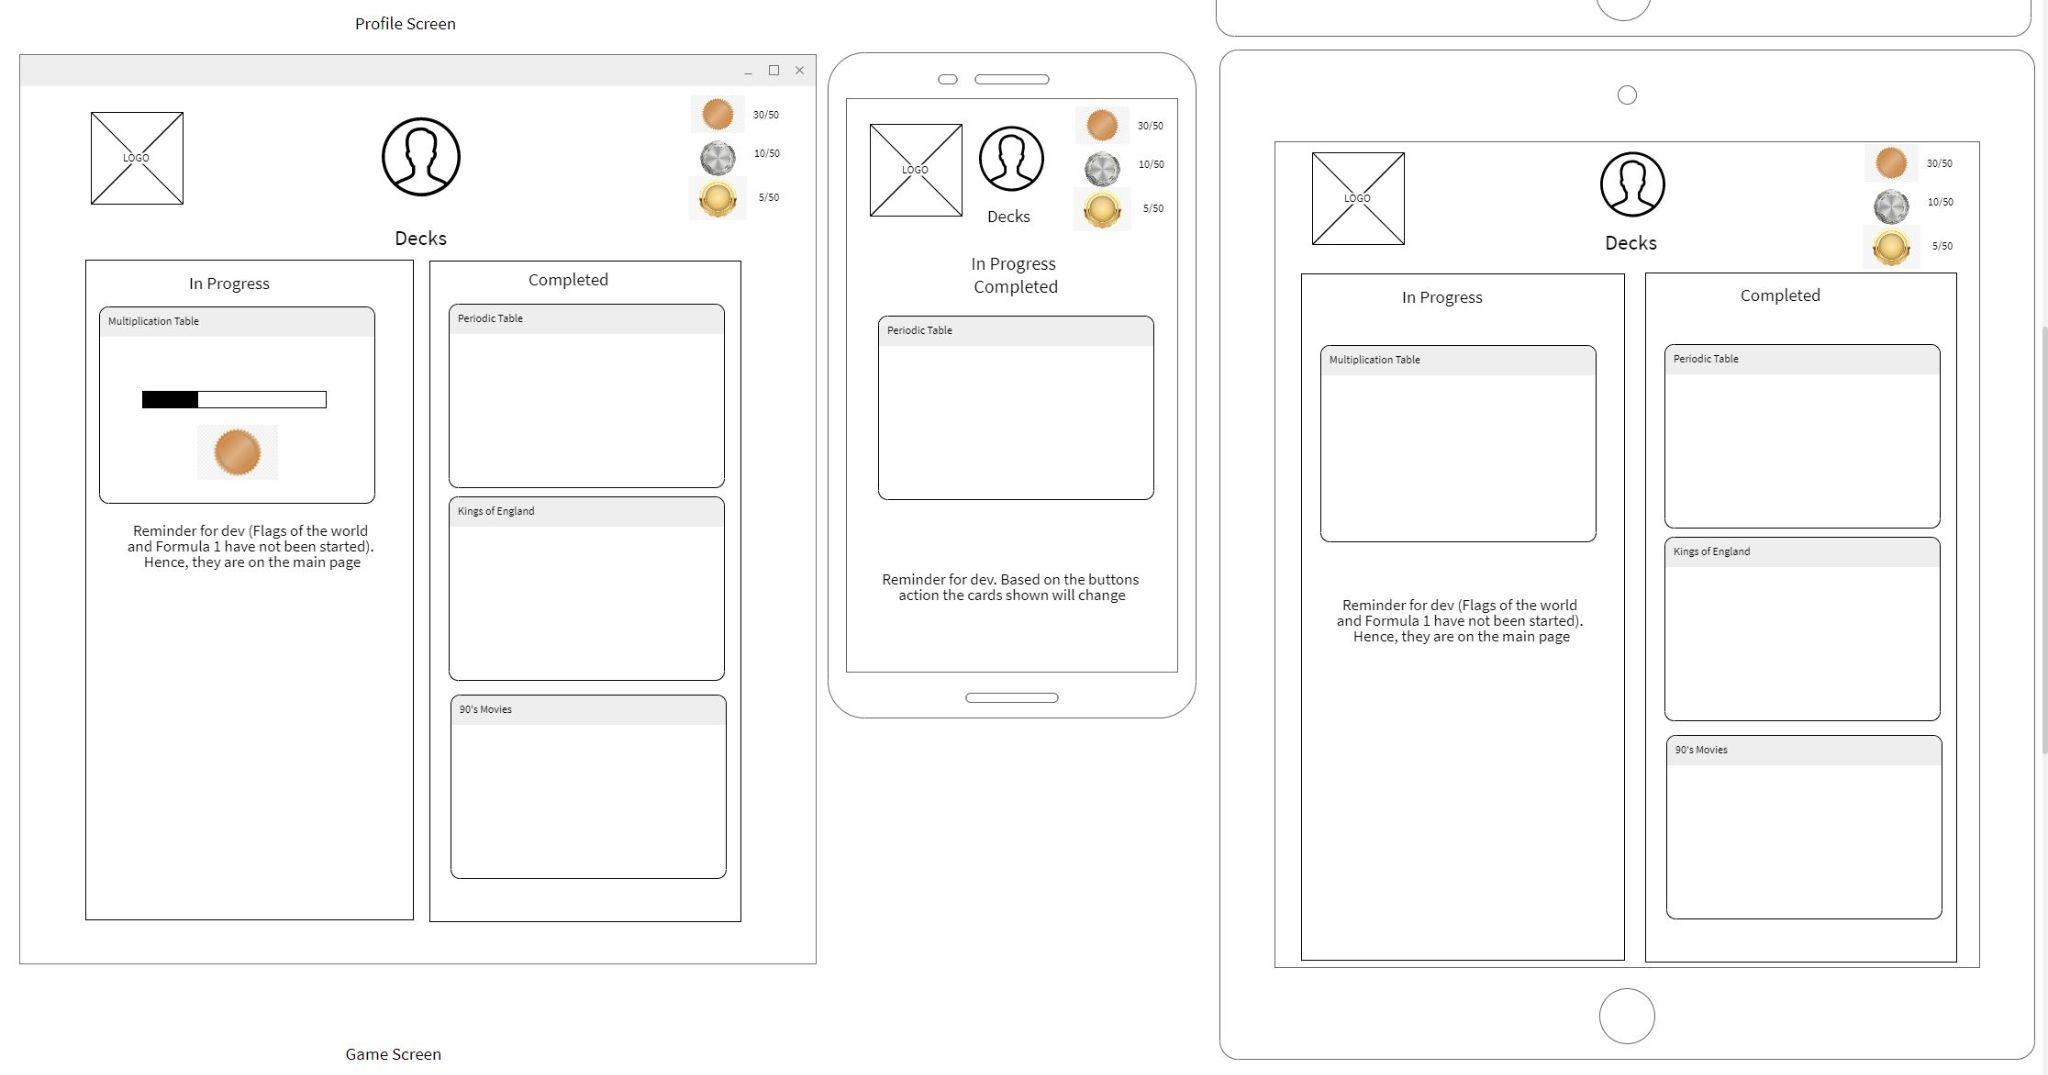 Profile Screen
LOGO
30/50
10/50
5/50
Decks
In Progress
Multiplication Table
Reminder for dev (Flags of the world
and Formula 1 have not been started).
Hence, they are on the main page
Completed
Periodic Table
Kings of England
90's Movies
LOGO
30/50
10/50
5/50
Decks
In Progress
Completed
Periodic Table
Reminder for dev. Based on the buttons
action the cards shown will change
LOGO
30/50
10/50
5/50
Decks
In Progress
Multiplication Table
Reminder for dev (Flags of the world
and Formula 1 have not been started).
Hence, they are on the main page
Completed
Periodic Table
Kings of England
90's Movies
Game Screen